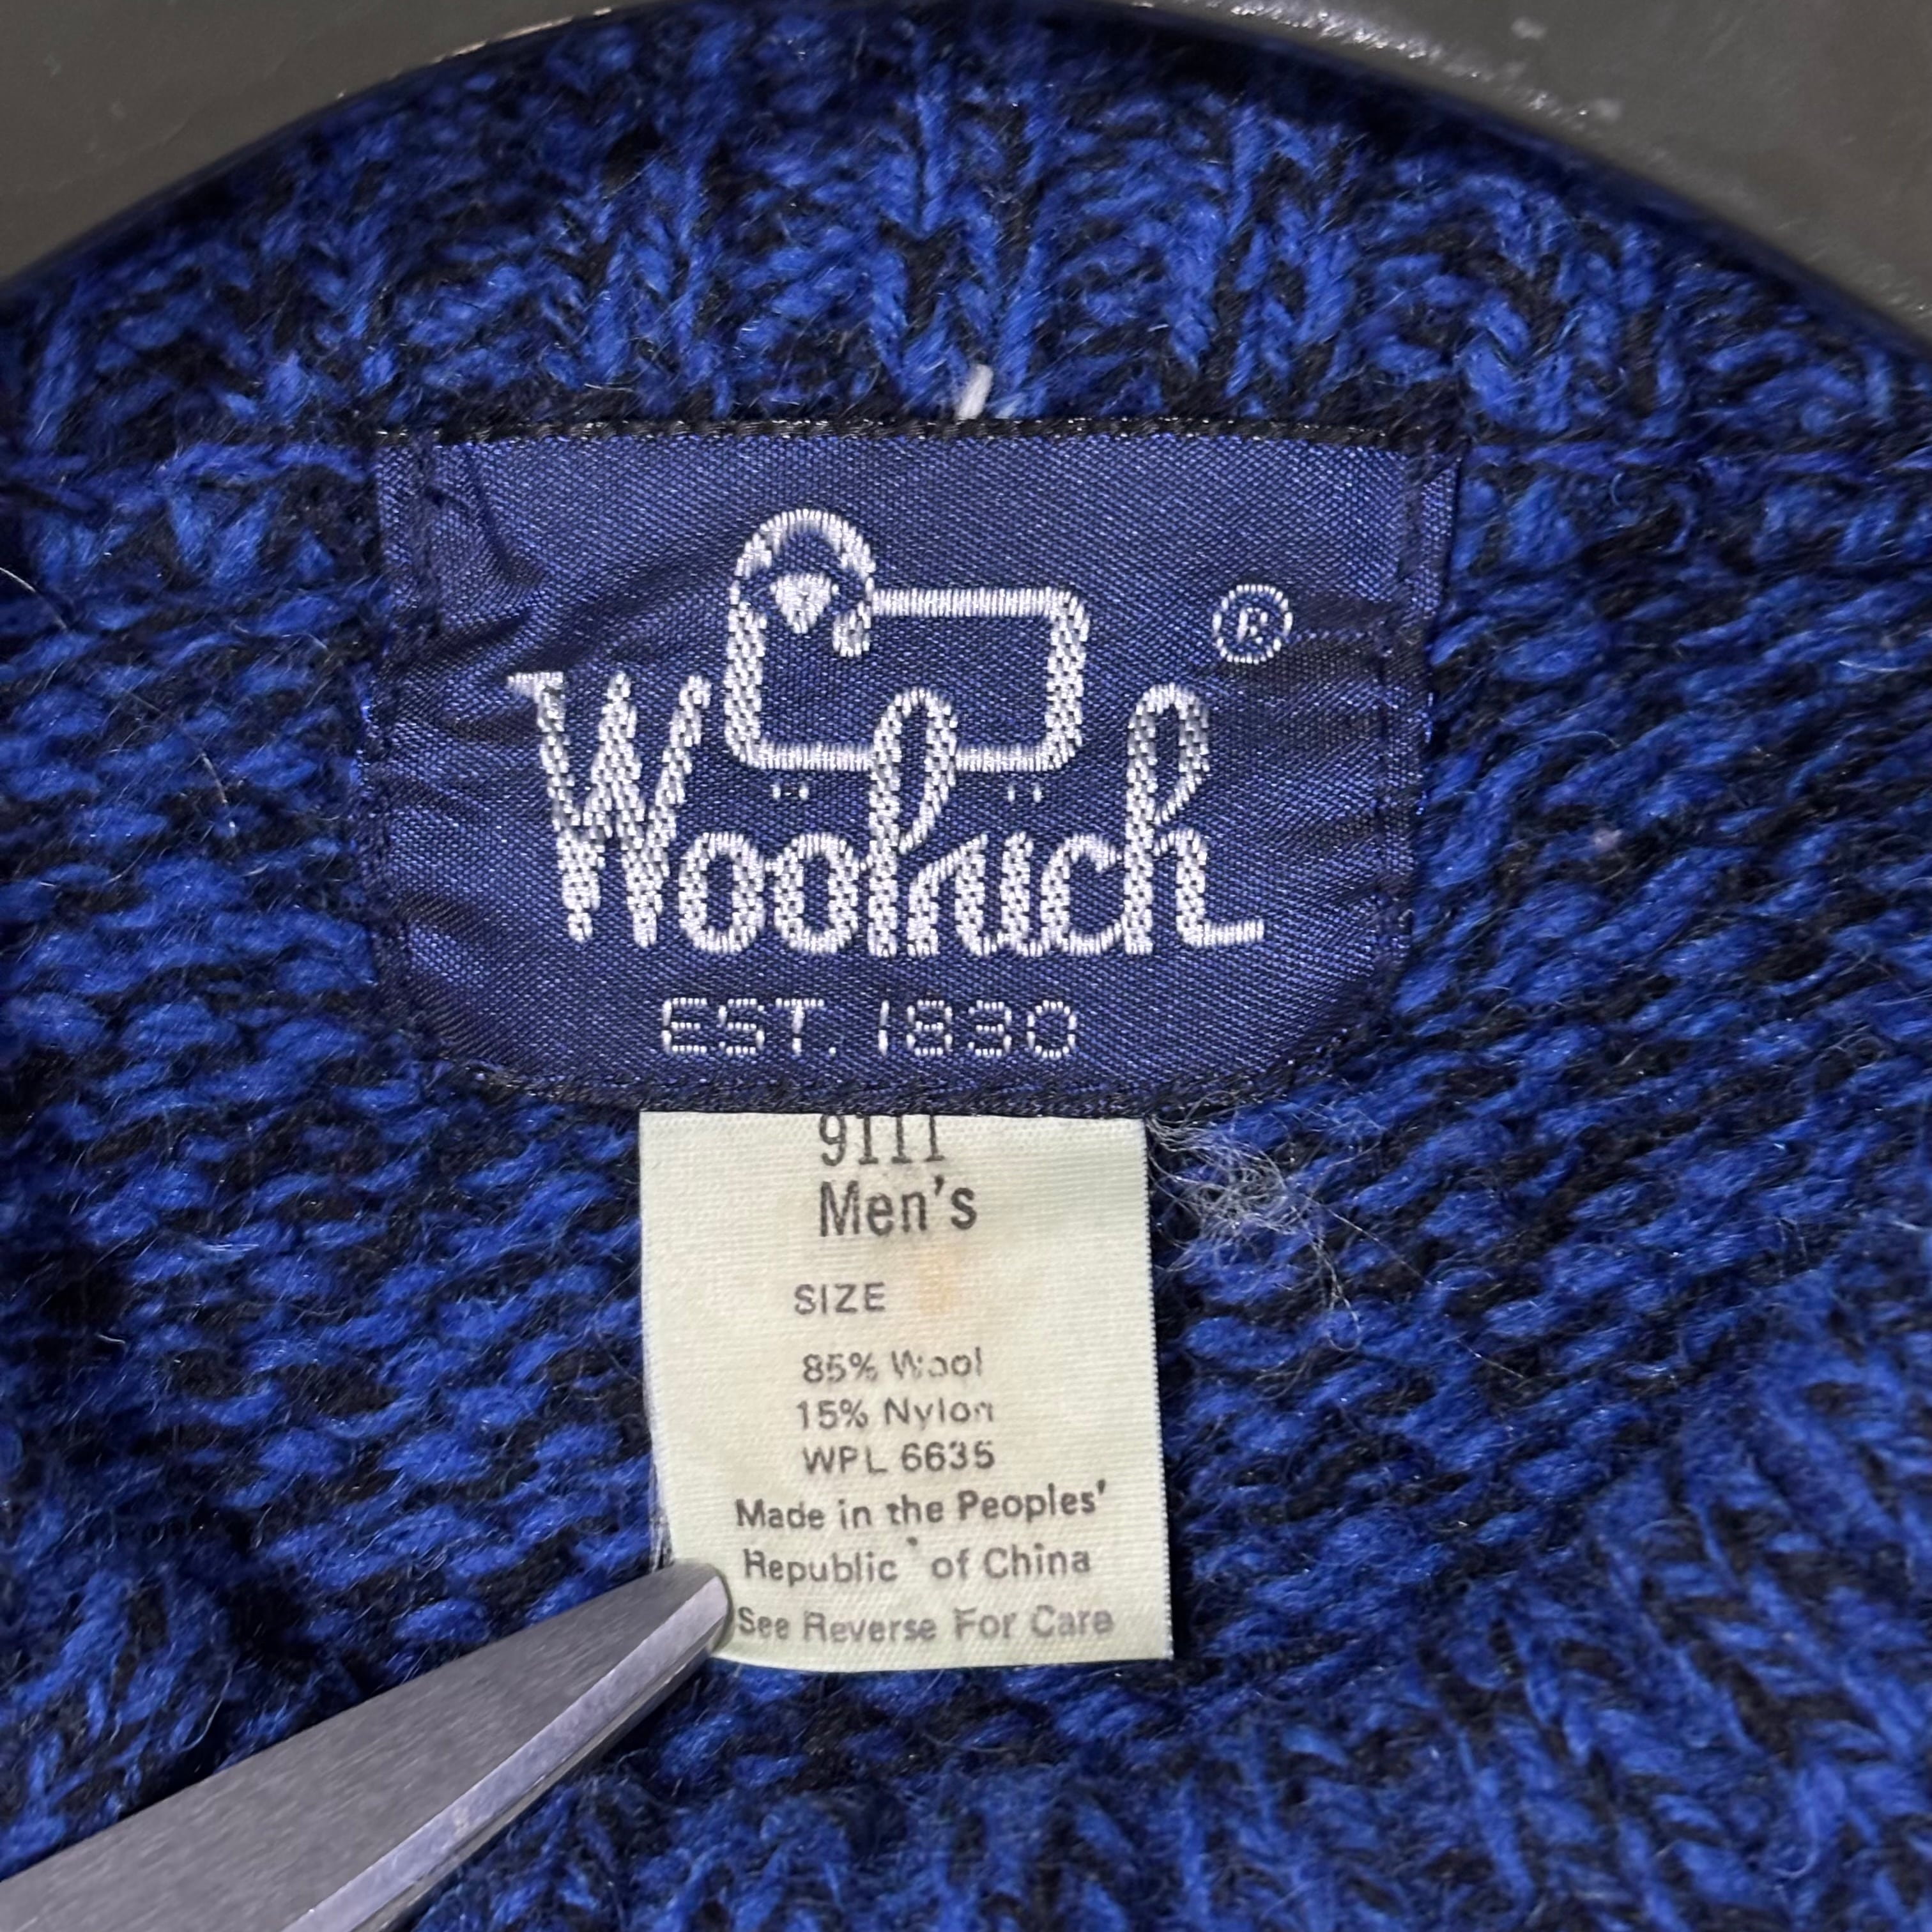 ®
Woolrich
EST. 1830
9111
Men's
SIZE
85% Wool
15% Nylon
WPL 6635
Made in the Peoples'
Republic of China
See Reverse For Care